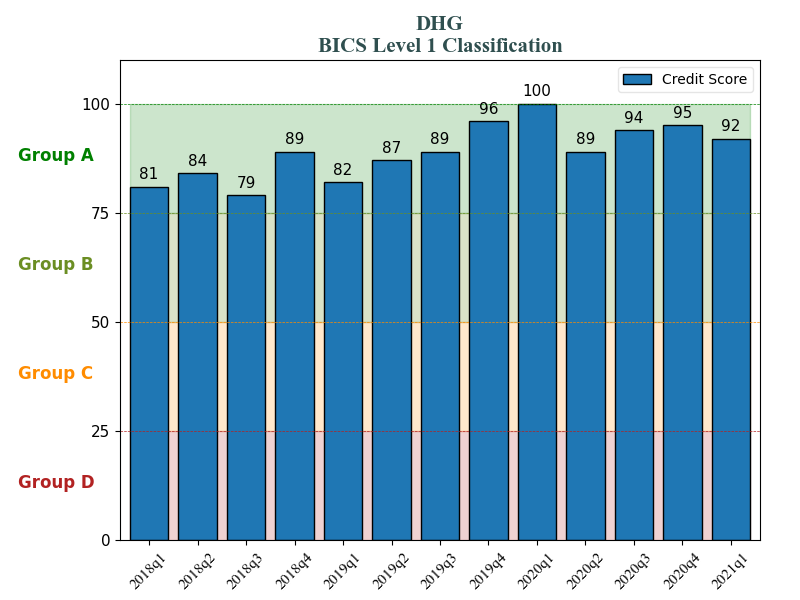 DHG
BICS Level 1 Classification
Credit Score
100
75
50
25
0
Group A
Group B
Group C
Group D
81
84
79
89
82
87
89
96
100
89
94
95
92
2018q1
2018q2
2018q3
2018q4
2019q1
2019q2
2019q3
2019q4
2020q1
2020q2
2020q3
2020q4
2021q1